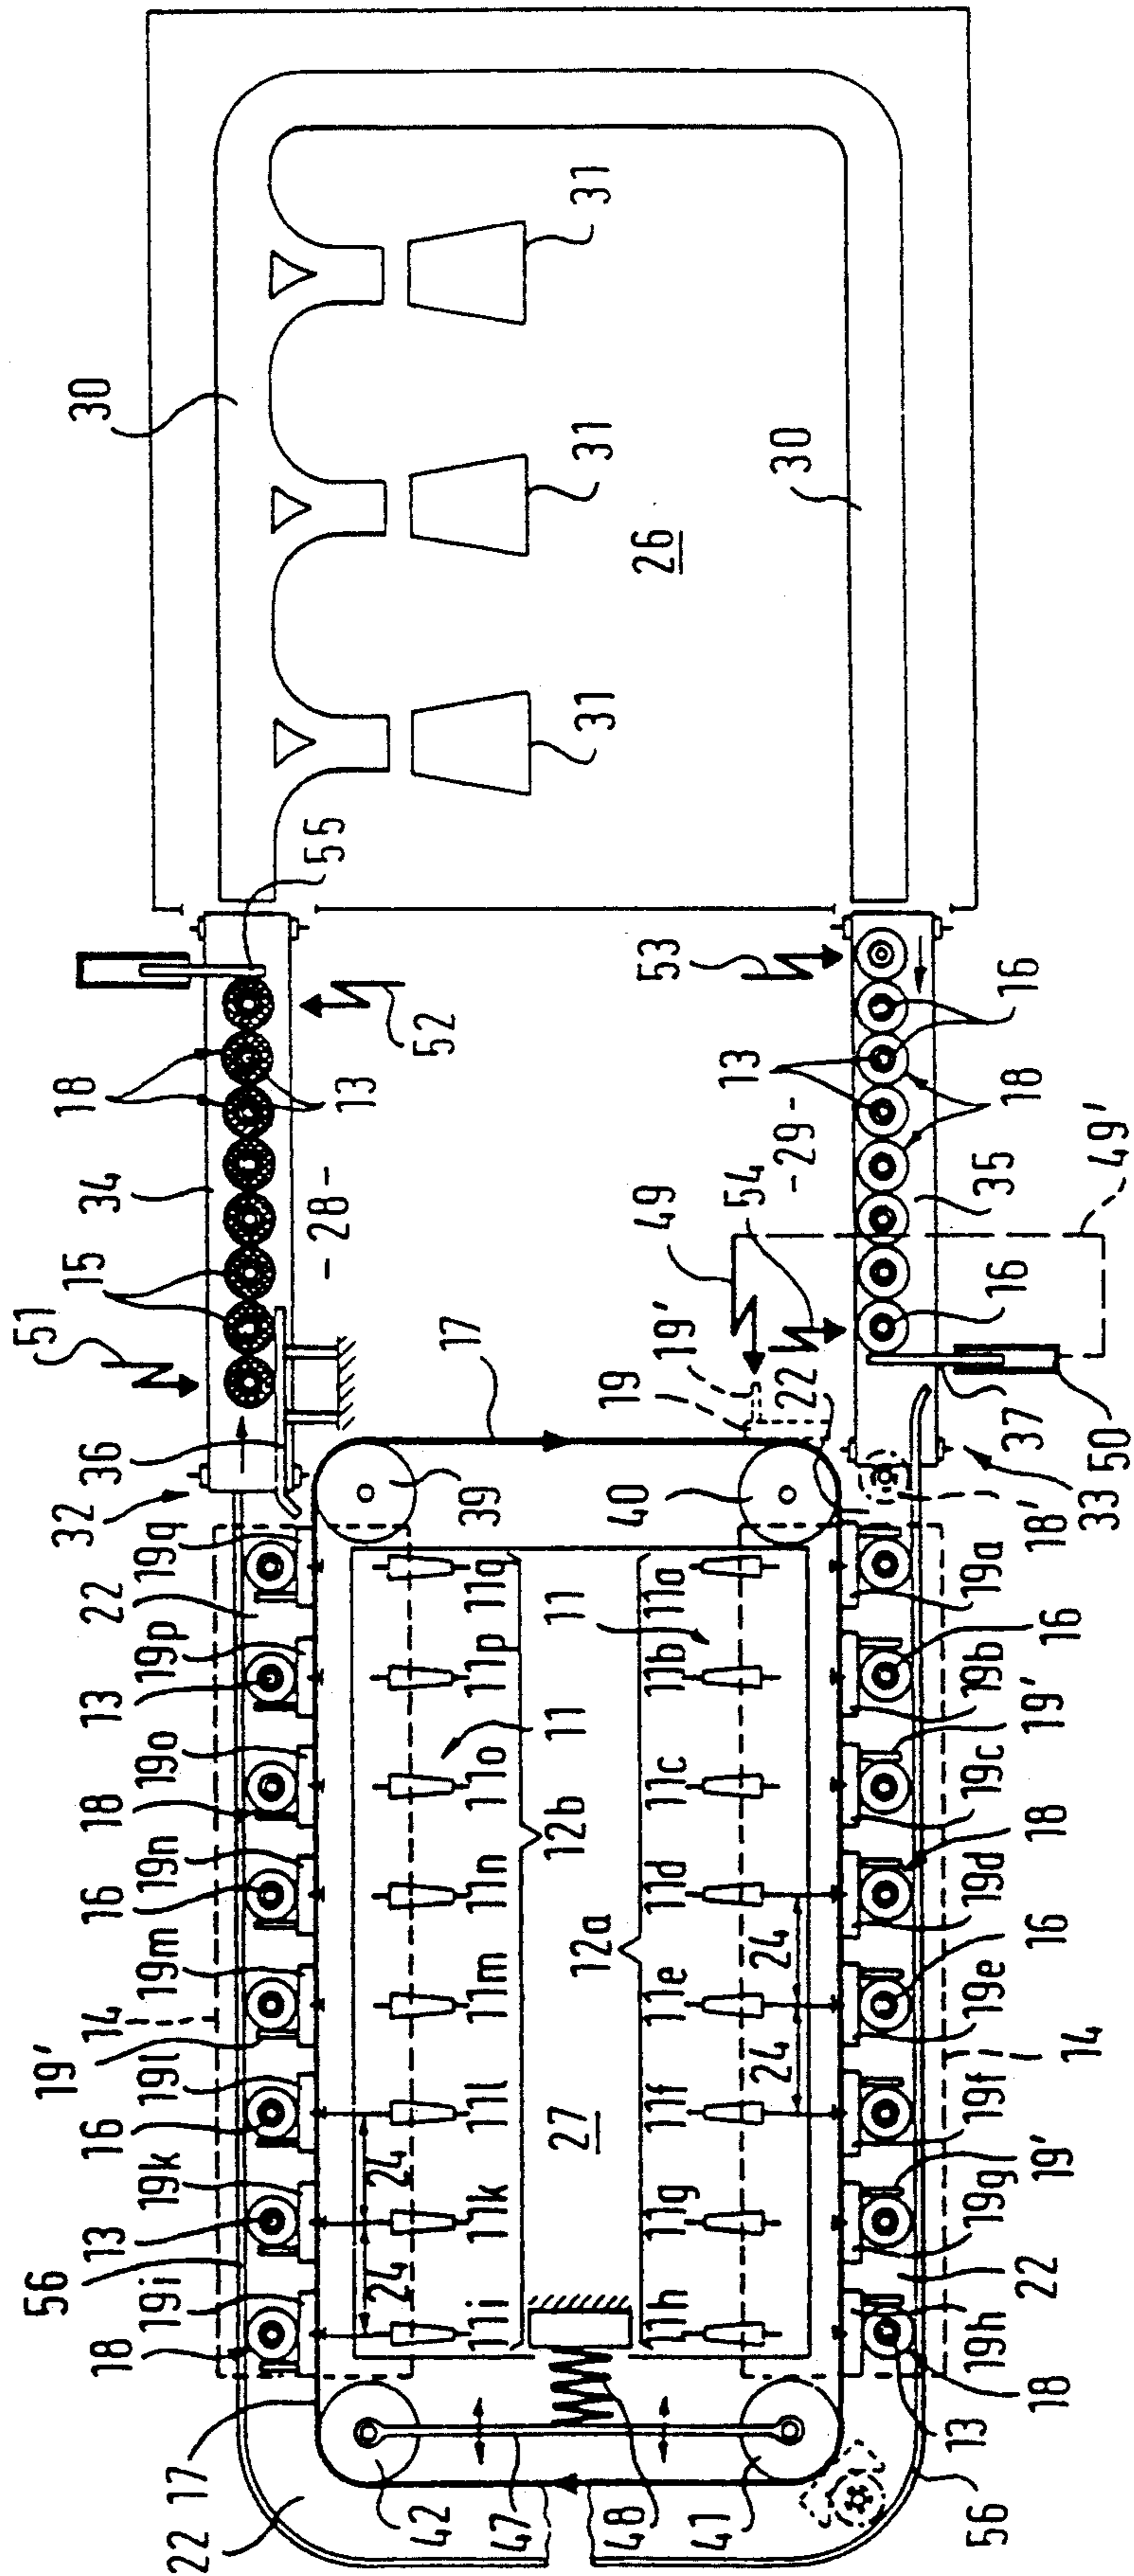 56
19'
51
18
14
32
15
18
30
22
17
19i
13
19k
16
19l
19m
16
19n
18
19o
13
19p
22
19q
36
34
28
13
55
24
24
52
42
11i
11k
11l
11m
11n
11o
11p
11q
39
17
47
12b
11
31
31
31
48
27
12a
11
19
19'
49
53
26
41
11h
11g
11f
11e
11d
11c
11b
11a
40
22
54
29
13
30
24
24
13
56
18
19h
22
19g
19'
19f
14
19e
16
19d
18
19c
19'
19b
16
19a
18'
33
37
50
16
35
18
16
49'